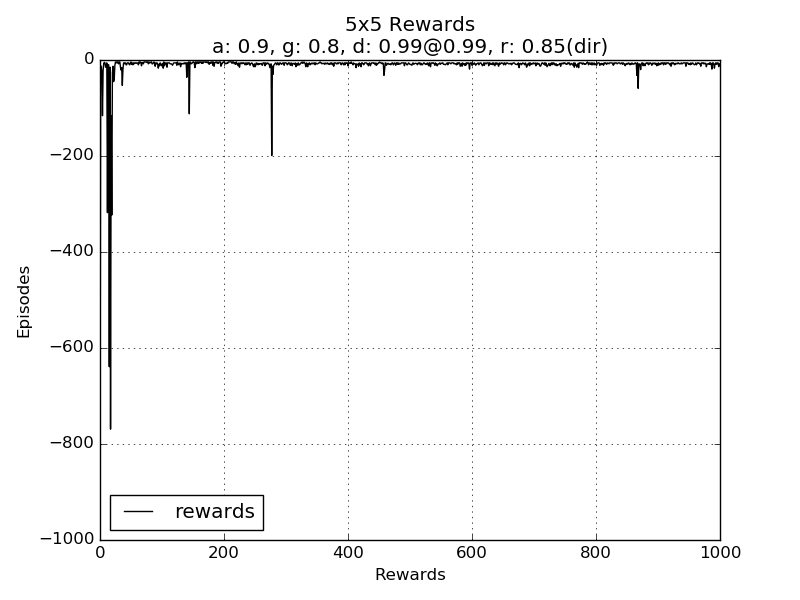 5x5 Rewards
a: 0.9, g: 0.8, d: 0.99@0.99, r: 0.85(dir)
0
−200
−400
−600
−800
−1000
Episodes
rewards
0 200 400 600 800 1000
Rewards